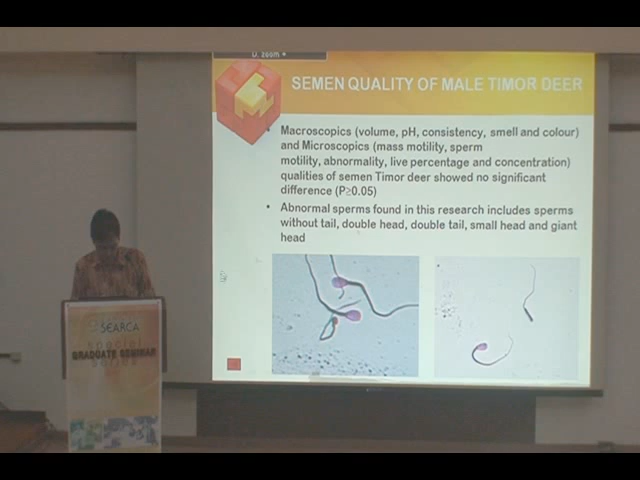 D. zoom
SEMEN QUALITY OF MALE TIMOR DEER
• Macroscopics (volume, pH, consistency, smell and colour)
and Microscopics (mass motility, sperm
motility, abnormality, live percentage and concentration)
qualities of semen Timor deer showed no significant
difference (P≥0.05)
• Abnormal sperms found in this research includes sperms
without tail, double head, double tail, small head and giant
head
SEARCA
special
GRADUATE SEMINAR
series